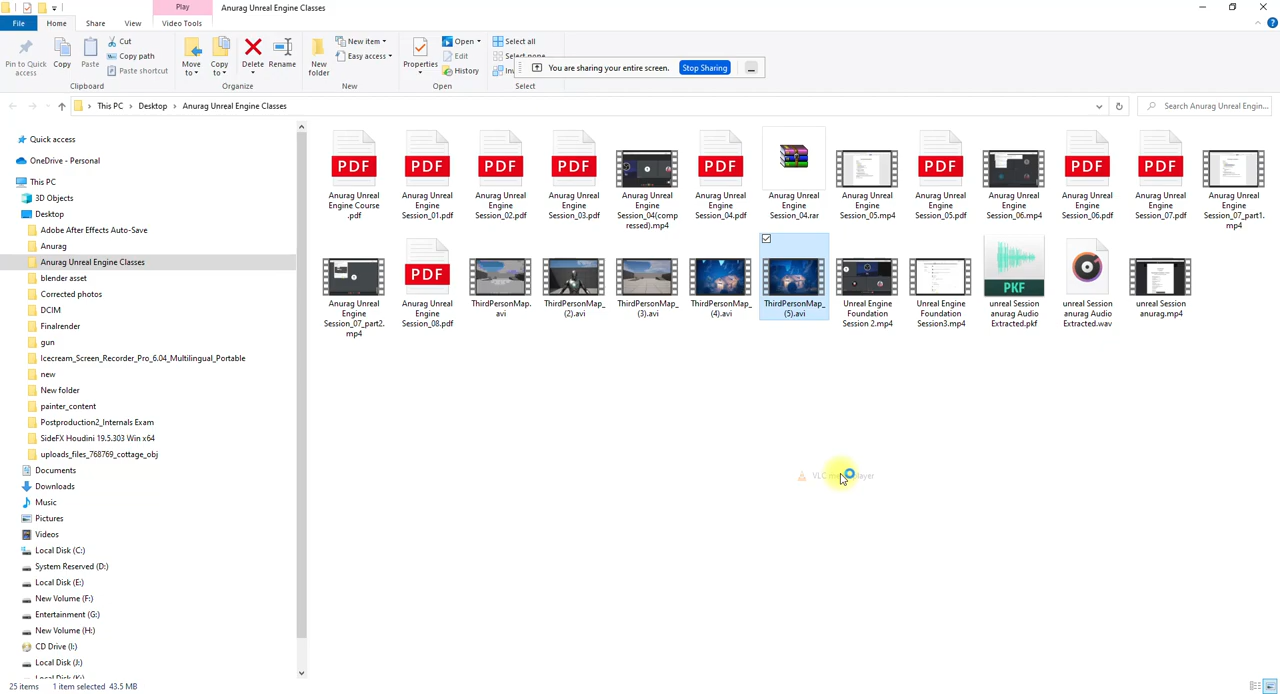 Play
Anurag Unreal Engine Classes
File
Home
Share
View
Video Tools
Pin to Quick
access
Copy
Paste
Cut
Copy path
Paste shortcut
Clipboard
Move
to
Copy
to
Delete
Rename
Organize
New
folder
New item
Easy access
New
Properties
Open
Edit
History
Open
Select all
Select none
Inv
Select
You are sharing your entire screen.
Stop Sharing
This PC
Desktop
Anurag Unreal Engine Classes
Search Anurag Unreal Engin...
Quick access
OneDrive - Personal
This PC
3D Objects
Desktop
Adobe After Effects Auto-Save
Anurag
Anurag Unreal Engine Classes
blender asset
Corrected photos
DCIM
Finalrender
gun
Icecream_Screen_Recorder_Pro_6.04_Multilingual_Portable
new
New folder
painter_content
Postproduction2_Internals Exam
SideFX Houdini 19.5.303 Win x64
uploads_files_768769_cottage_obj
Documents
Downloads
Music
Pictures
Videos
Local Disk (C:)
System Reserved (D:)
Local Disk (E:)
New Volume (F:)
Entertainment (G:)
New Volume (H:)
CD Drive (I:)
Local Disk (J:)
Local Disk (K:)
PDF
Anurag Unreal
Engine Course
.pdf
PDF
Anurag Unreal
Engine
Session_01.pdf
PDF
Anurag Unreal
Engine
Session_02.pdf
PDF
Anurag Unreal
Engine
Session_03.pdf
Anurag Unreal
Engine
Session_04(comp
ressed).mp4
PDF
Anurag Unreal
Engine
Session_04.pdf
Anurag Unreal
Engine
Session_04.rar
Anurag Unreal
Engine
Session_05.mp4
PDF
Anurag Unreal
Engine
Session_05.pdf
Anurag Unreal
Engine
Session_06.mp4
PDF
Anurag Unreal
Engine
Session_06.pdf
PDF
Anurag Unreal
Engine
Session_07.pdf
Anurag Unreal
Engine
Session_07_part1.
mp4
Anurag Unreal
Engine
Session_07_part2.
mp4
PDF
Anurag Unreal
Engine
Session_08.pdf
ThirdPersonMap.
avi
ThirdPersonMap_
(2).avi
ThirdPersonMap_
(3).avi
ThirdPersonMap_
(4).avi
ThirdPersonMap_
(5).avi
Unreal Engine
Foundation
Session 2.mp4
Unreal Engine
Foundation
Session3.mp4
PKF
unreal Session
anurag Audio
Extracted.pkf
unreal Session
anurag Audio
Extracted.wav
unreal Session
anurag.mp4
25 items
1 item selected 43.5 MB